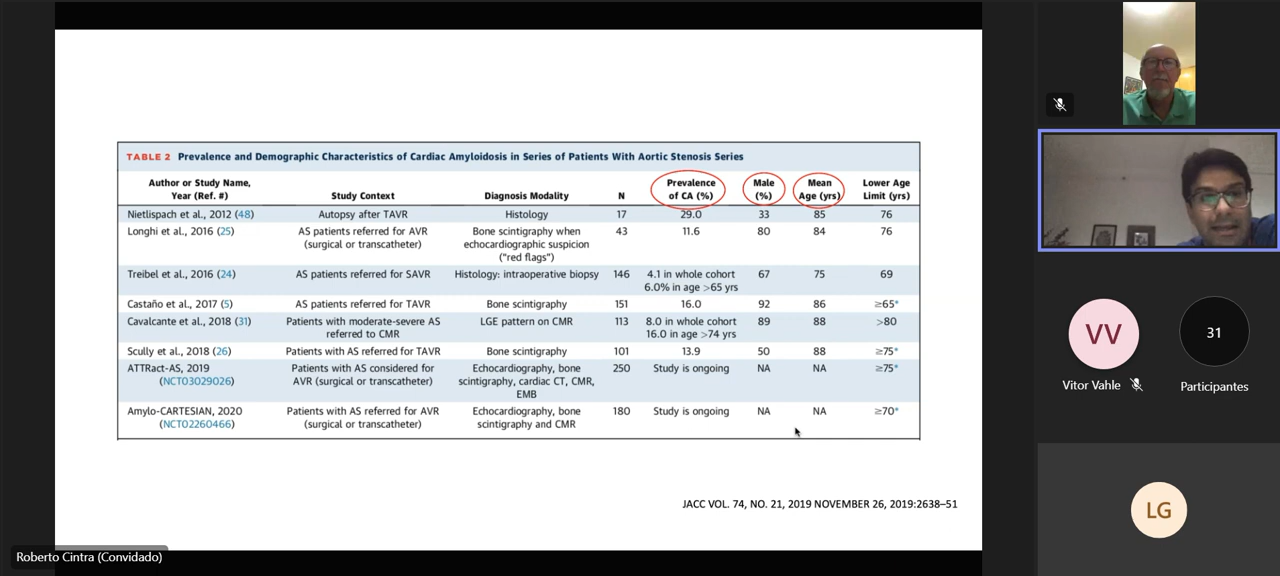 TABLE 2 Prevalence and Demographic Characteristics of Cardiac Amyloidosis in Series of Patients With Aortic Stenosis Series
Author or Study Name, Year (Ref. #) Study Context Diagnosis Modality N Prevalence of CA (%) Male (%) Mean Age (yrs) Lower Age Limit (yrs)
Nietlispach et al., 2012 (48) Autopsy after TAVR Histology 17 29.0 33 85 76
Longhi et al., 2016 (25) AS patients referred for AVR Bone scintigraphy when 43 11.6 80 84 76
(surgical or transcatheter) echocardiographic suspicion
("red flags")
Treibel et al., 2016 (24) AS patients referred for SAVR Histology: intraoperative biopsy 146 4.1 in whole cohort 67 75 69
6.0% in age >65 yrs
Castaño et al., 2017 (5) AS patients referred for TAVR Bone scintigraphy 151 16.0 92 86 ≥65*
Cavalcante et al., 2018 (31) Patients with moderate-severe AS LGE pattern on CMR 113 8.0 in whole cohort 89 88 >80
referred to CMR 16.0 in age >74 yrs
Scully et al., 2018 (26) Patients with AS referred for TAVR Bone scintigraphy 101 13.9 50 88 ≥75*
ATTRact-AS, 2019 Patients with AS considered for Echocardiography, bone 250 Study is ongoing NA NA ≥75*
(NCT03029026) AVR (surgical or transcatheter) scintigraphy, cardiac CT, CMR,
EMB
Amylo-CARTESIAN, 2020 Patients with AS referred for AVR Echocardiography, bone 180 Study is ongoing NA NA ≥70*
(NCT02260466) (surgical or transcatheter) scintigraphy and CMR
JACC VOL. 74, NO. 21, 2019 NOVEMBER 26, 2019:2638–51
Roberto Cintra (Convidado)
VV
Vitor Vahle
31
Participantes
LG